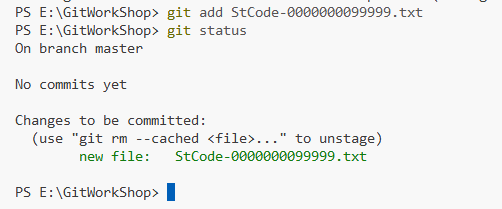 PS E:\GitWorkShop> git add StCode-0000000099999.txt
PS E:\GitWorkShop> git status
On branch master
No commits yet
Changes to be committed:
(use "git rm --cached <file>..." to unstage)
new file: StCode-0000000099999.txt
PS E:\GitWorkShop>